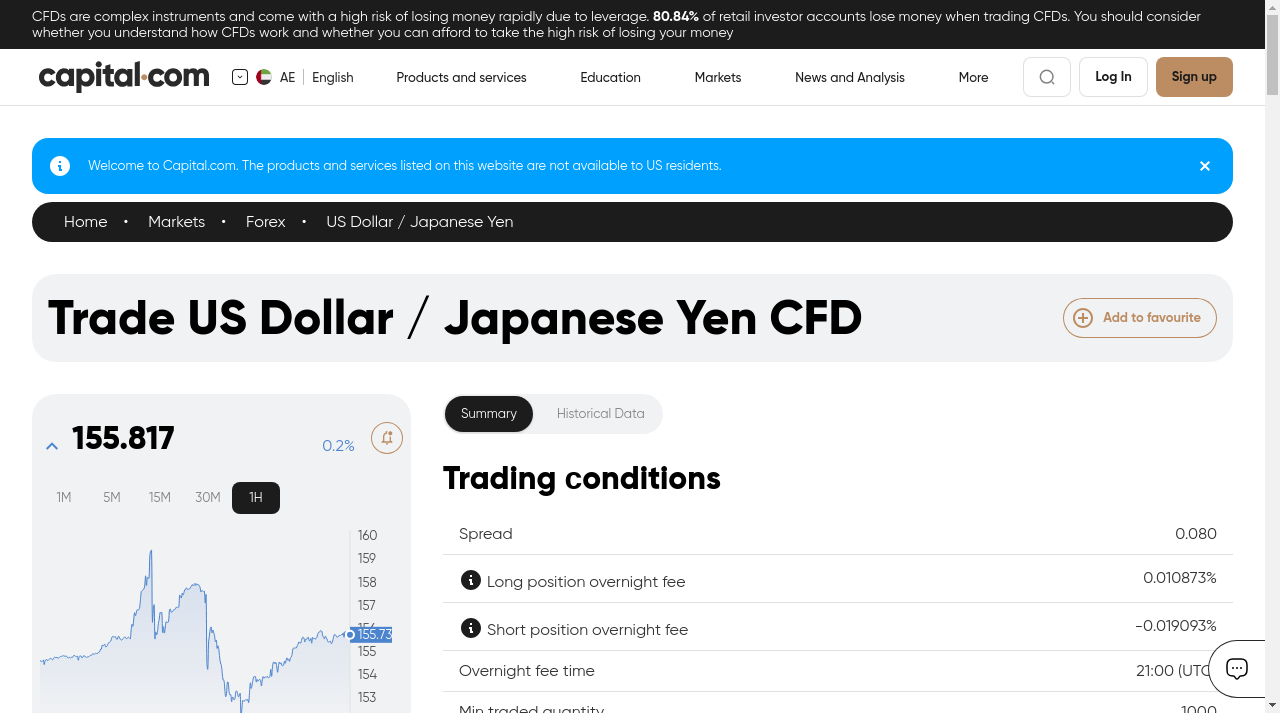 CFDs are complex instruments and come with a high risk of losing money rapidly due to leverage. 80.84% of retail investor accounts lose money when trading CFDs. You should consider
whether you understand how CFDs work and whether you can afford to take the high risk of losing your money
capital.com
AE
English
Products and services
Education
Markets
News and Analysis
More
Log In
Sign up
Welcome to Capital.com. The products and services listed on this website are not available to US residents.
Home • Markets • Forex • US Dollar / Japanese Yen
Trade US Dollar / Japanese Yen CFD
Add to favourite
155.817
0.2%
1M
5M
15M
30M
1H
160
159
158
157
155.73
155
154
153
Summary
Historical Data
Trading conditions
Spread
0.080
Long position overnight fee
0.010873%
Short position overnight fee
-0.019093%
Overnight fee time
21:00 (UTC
Min traded quantity
1000